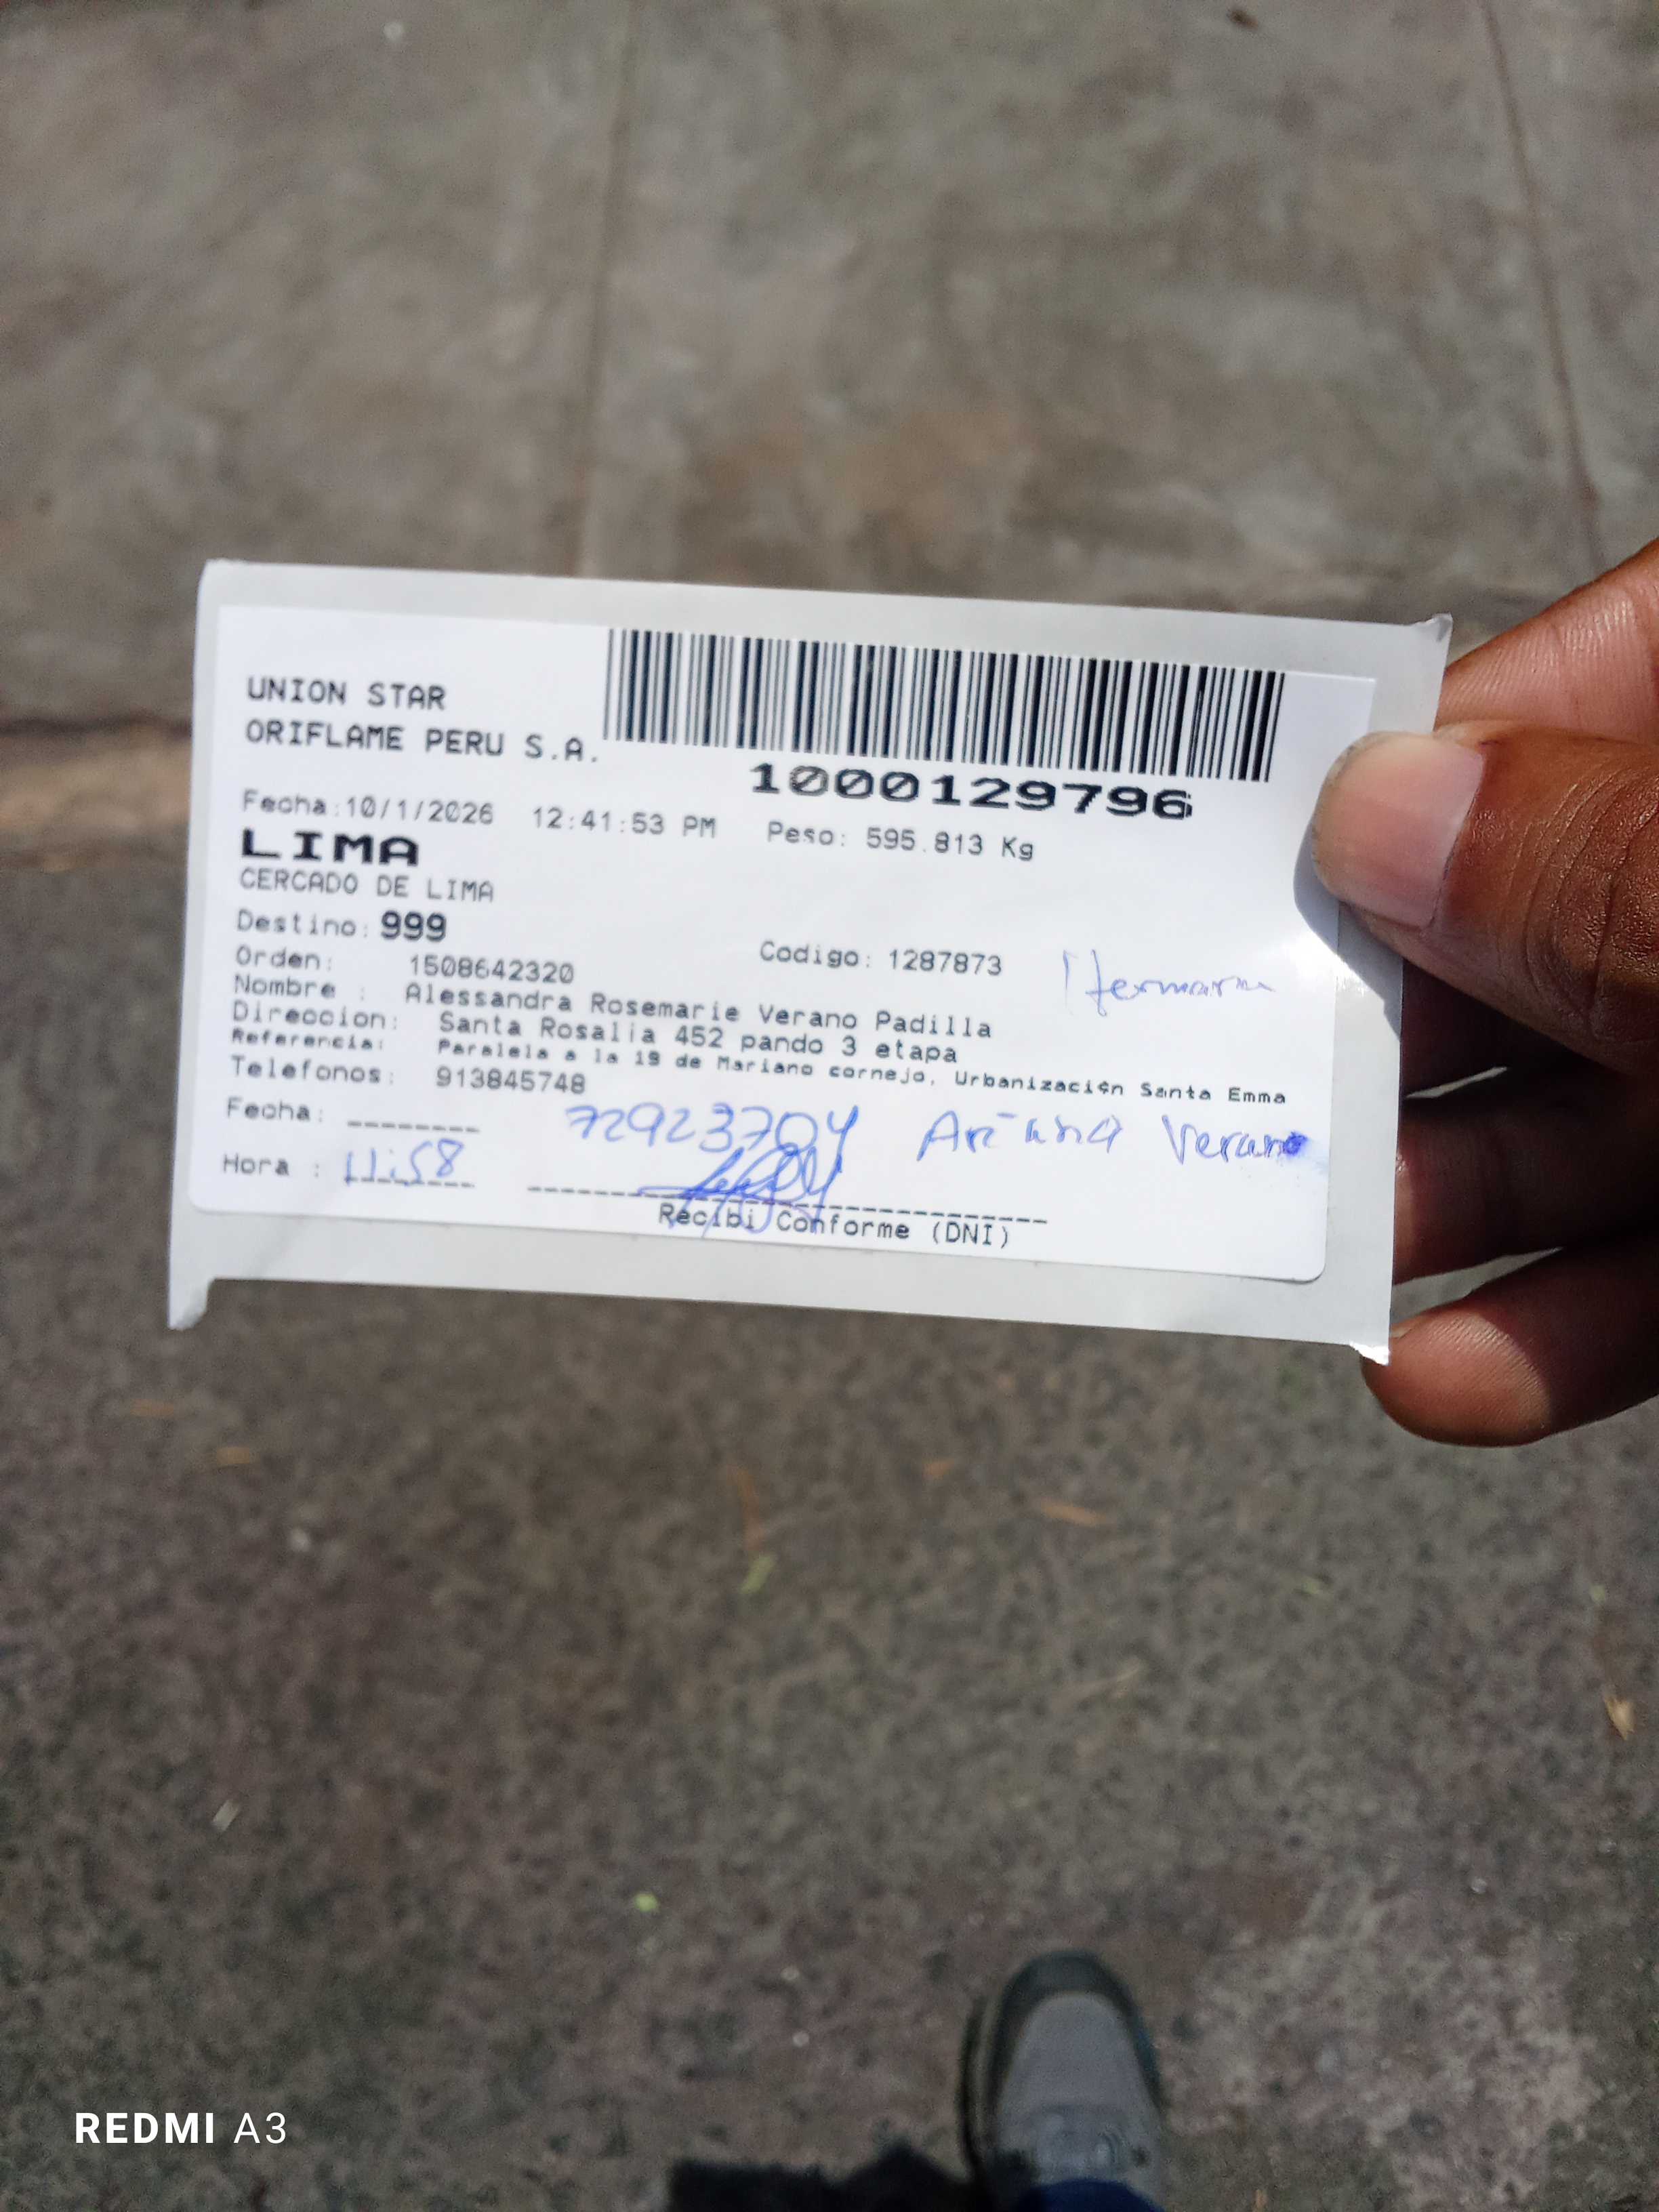 UNION STAR
ORIFLAME PERU S.A.
1000129796
Fecha:10/1/2026 12:41:53 PM Peso: 595.813 Kg
LIMA
CERCADO DE LIMA
Destino: 999
Orden: 1508642320 Codigo: 1287873 Hermana
Nombre : Alessandra Rosemarie Verano Padilla
Direccion: Santa Rosalia 452 pando 3 etapa
Referencia: Paralela a la 19 de Mariano cornejo, Urbanización Santa Emma
Telefonos: 913845748
Fecha: 72923704 Ariana Verano
Hora : 11:58
Recibi Conforme (DNI)
REDMI A3